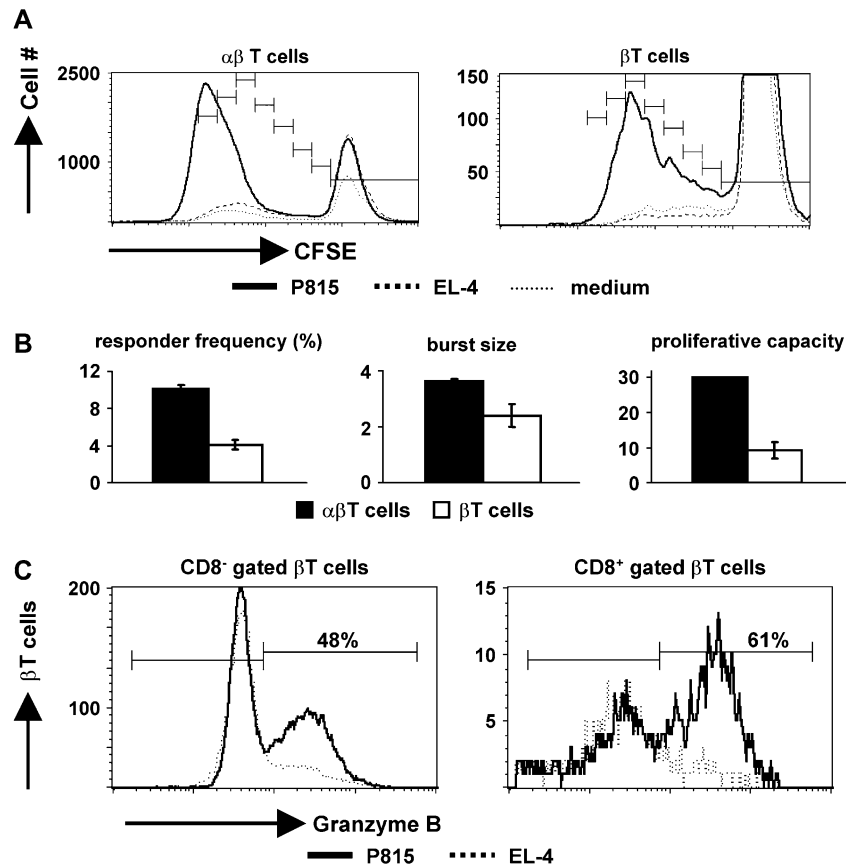 A
αβ T cells
βT cells
Cell #
2500
1000
150
100
50
CFSE
P815 EL-4 medium
B
responder frequency (%)
burst size
proliferative capacity
12
8
4
0
4
2
0
30
20
10
0
αβT cells βT cells
C
CD8⁻ gated βT cells
CD8⁺ gated βT cells
βT cells
200
100
48%
15
10
5
61%
Granzyme B
P815 EL-4